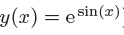 y(x) = e^{sin(x)}